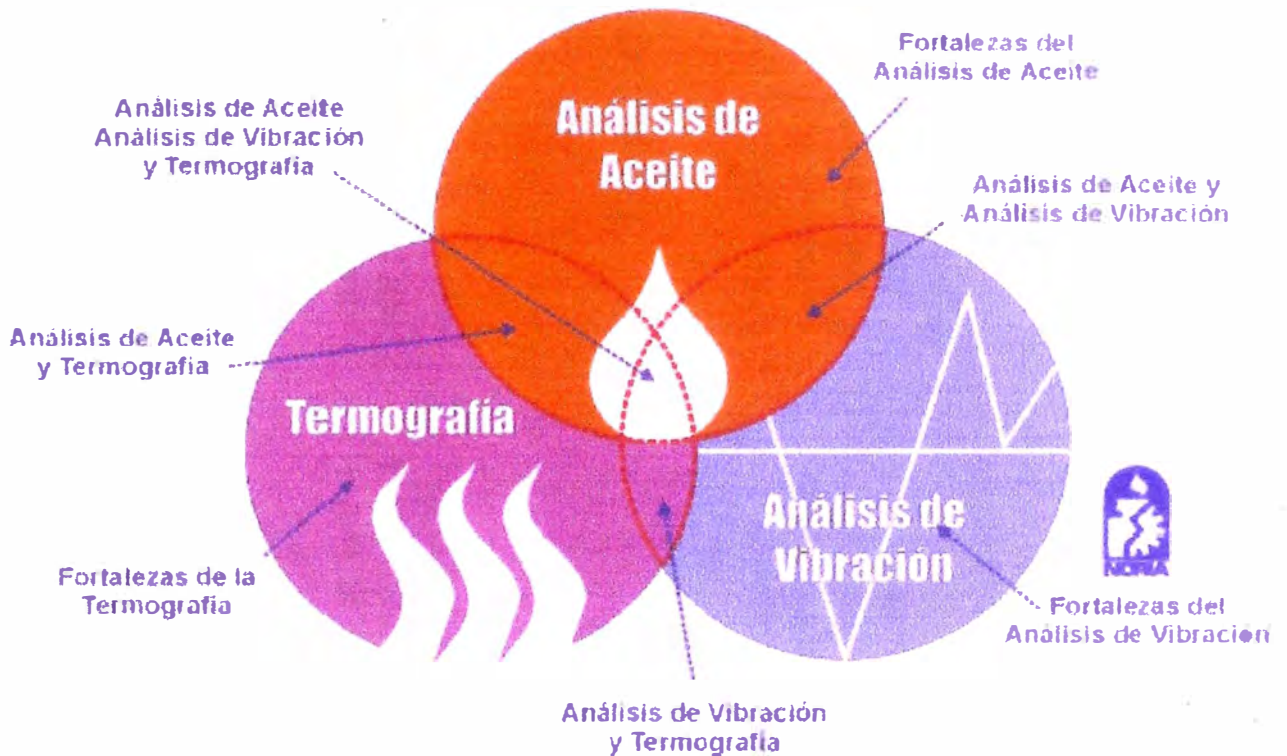 Fortalezas del
Análisis de Aceite
Análisis de Aceite
Análisis de Vibración
y Termografía
Análisis de
Aceite
Análisis de Aceite y
Análisis de Vibración
Análisis de Aceite
y Termografía
Termografía
Análisis de
Vibración
NORIA
Fortalezas de la
Termografía
Fortalezas del
Análisis de Vibración
Análisis de Vibración
y Termografía